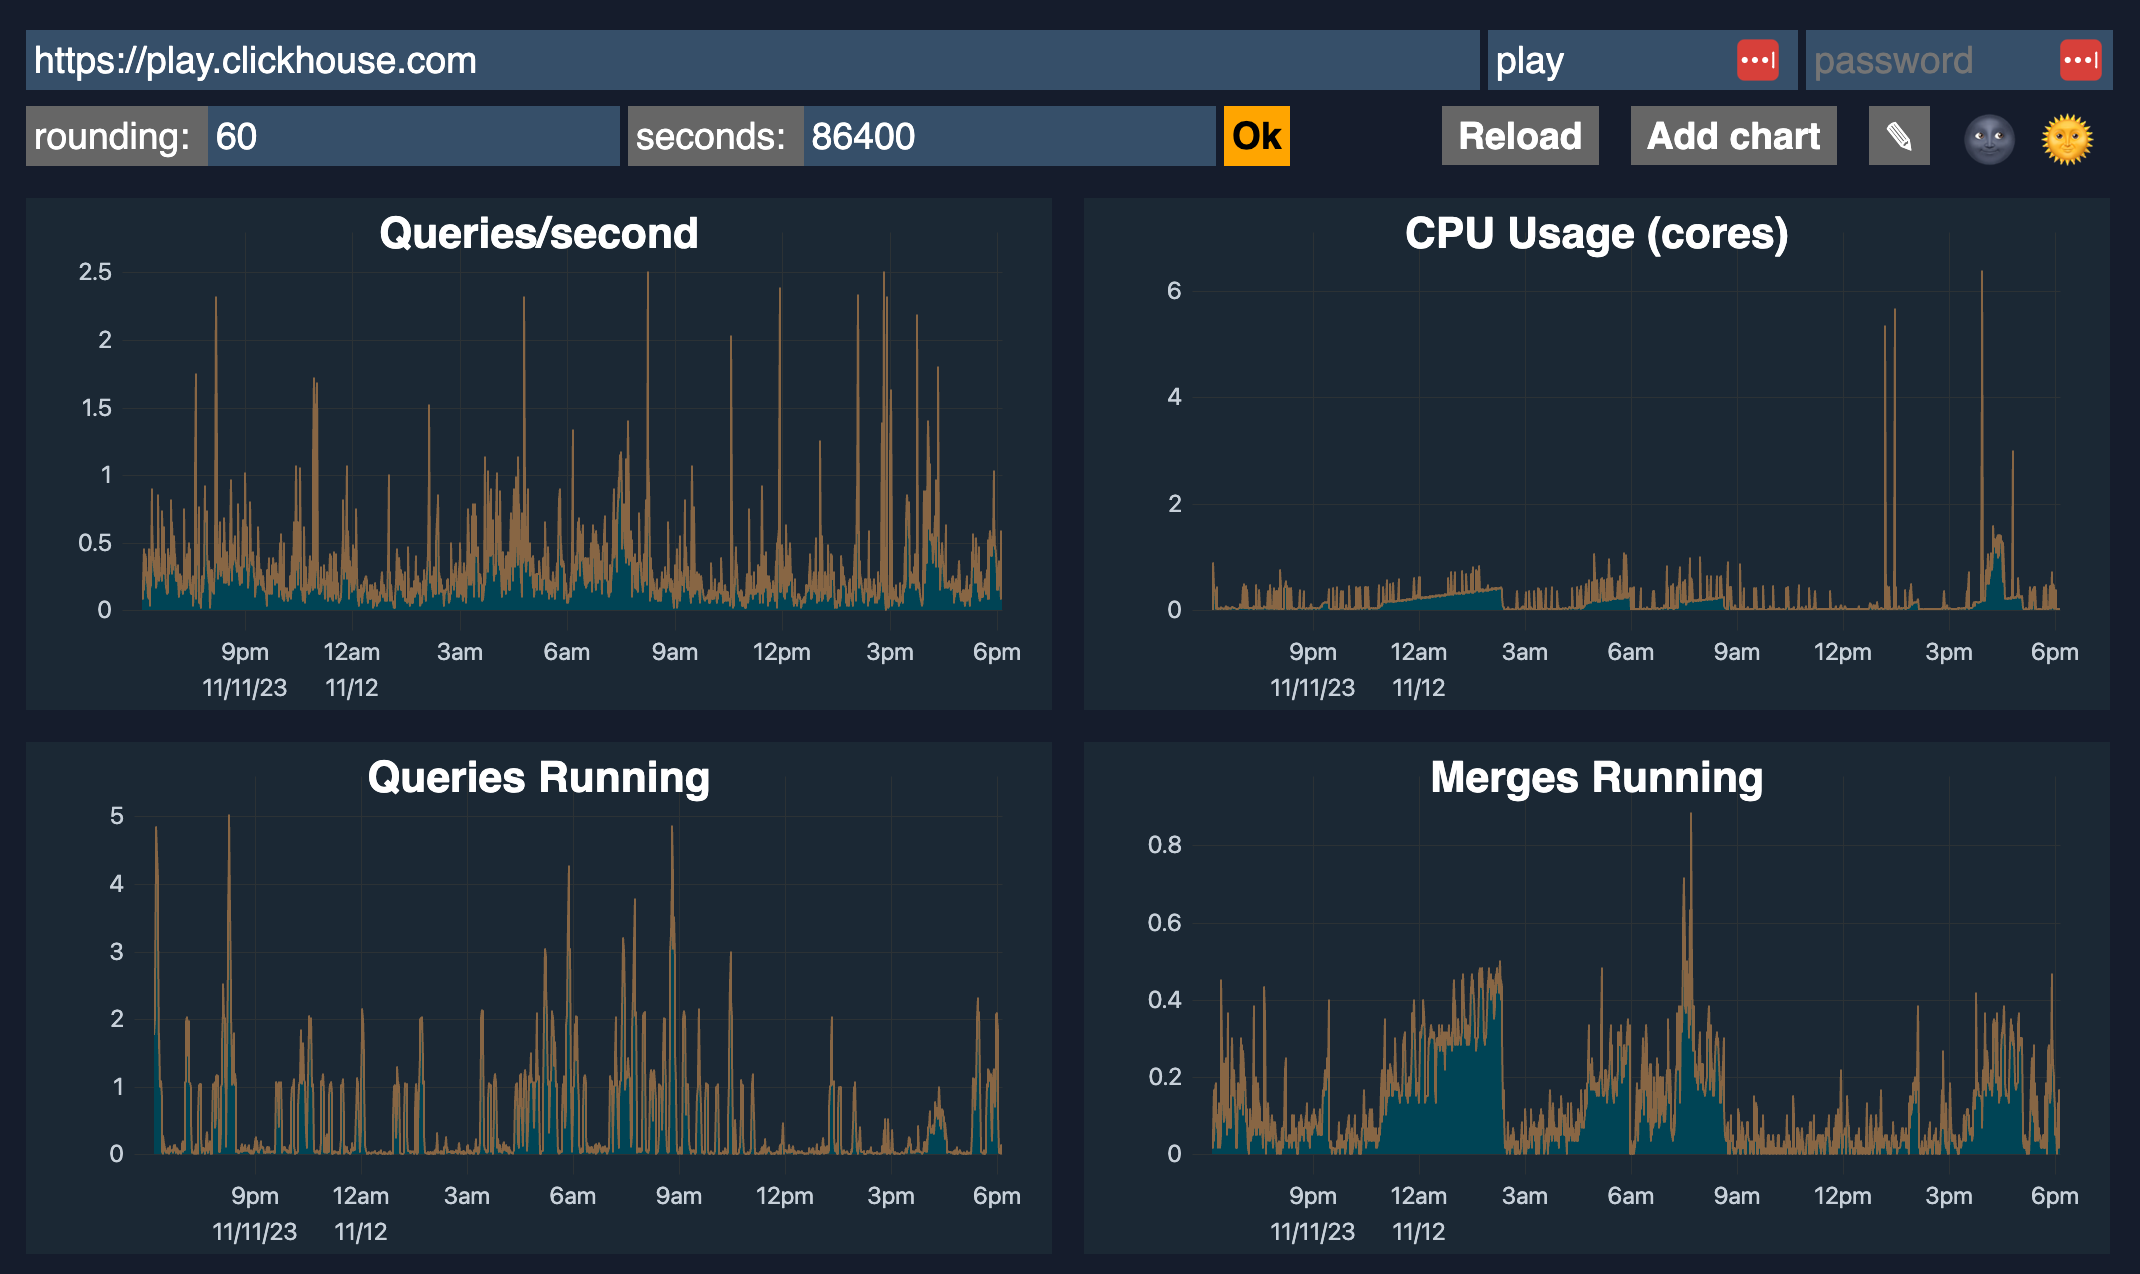 https://play.clickhouse.com play password
rounding: 60 seconds: 86400 Ok Reload Add chart
Queries/second
2.5
2
1.5
1
0.5
0
9pm 12am 3am 6am 9am 12pm 3pm 6pm
11/11/23 11/12
CPU Usage (cores)
6
4
2
0
9pm 12am 3am 6am 9am 12pm 3pm 6pm
11/11/23 11/12
Queries Running
5
4
3
2
1
0
9pm 12am 3am 6am 9am 12pm 3pm 6pm
11/11/23 11/12
Merges Running
0.8
0.6
0.4
0.2
0
9pm 12am 3am 6am 9am 12pm 3pm 6pm
11/11/23 11/12